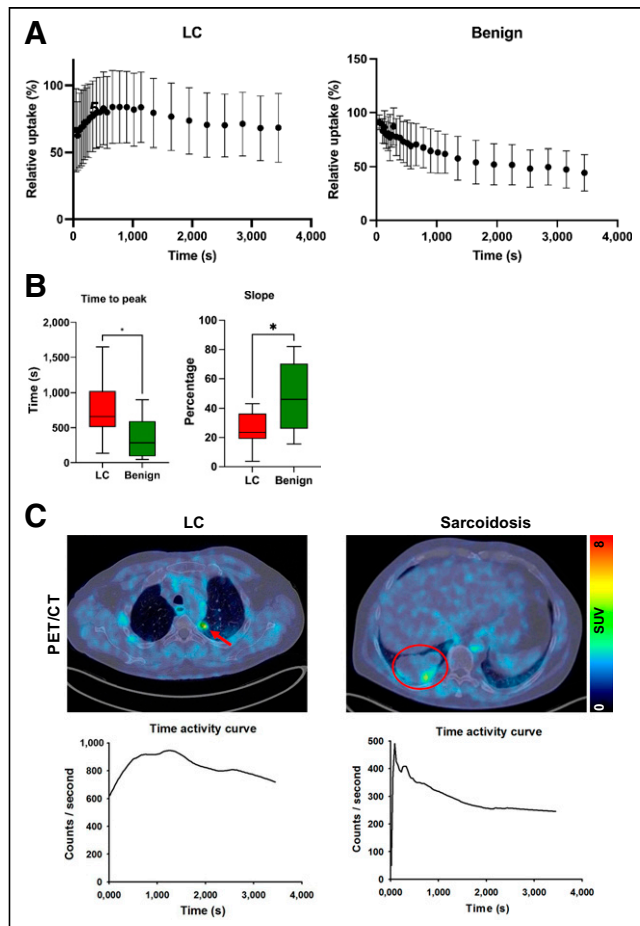 A
LC
Benign
Relative uptake (%)
100
50
0
5
0
1,000
2,000
3,000
4,000
Time (s)
Relative uptake (%)
150
100
50
0
0
1,000
2,000
3,000
4,000
Time (s)
B
Time to peak
Time (s)
2,000
1,500
1,000
500
0
*
LC
Benign
Slope
Percentage
100
80
60
40
20
0
*
LC
Benign
C
LC
Sarcoidosis
PET/CT
8
SUV
0
Time activity curve
Counts / second
1,000
800
600
400
200
0
0,000
1,000
2,000
3,000
4,000
Time (s)
Time activity curve
Counts / second
500
400
300
200
100
0
0,000
1,000
2,000
3,000
4,000
Time (s)